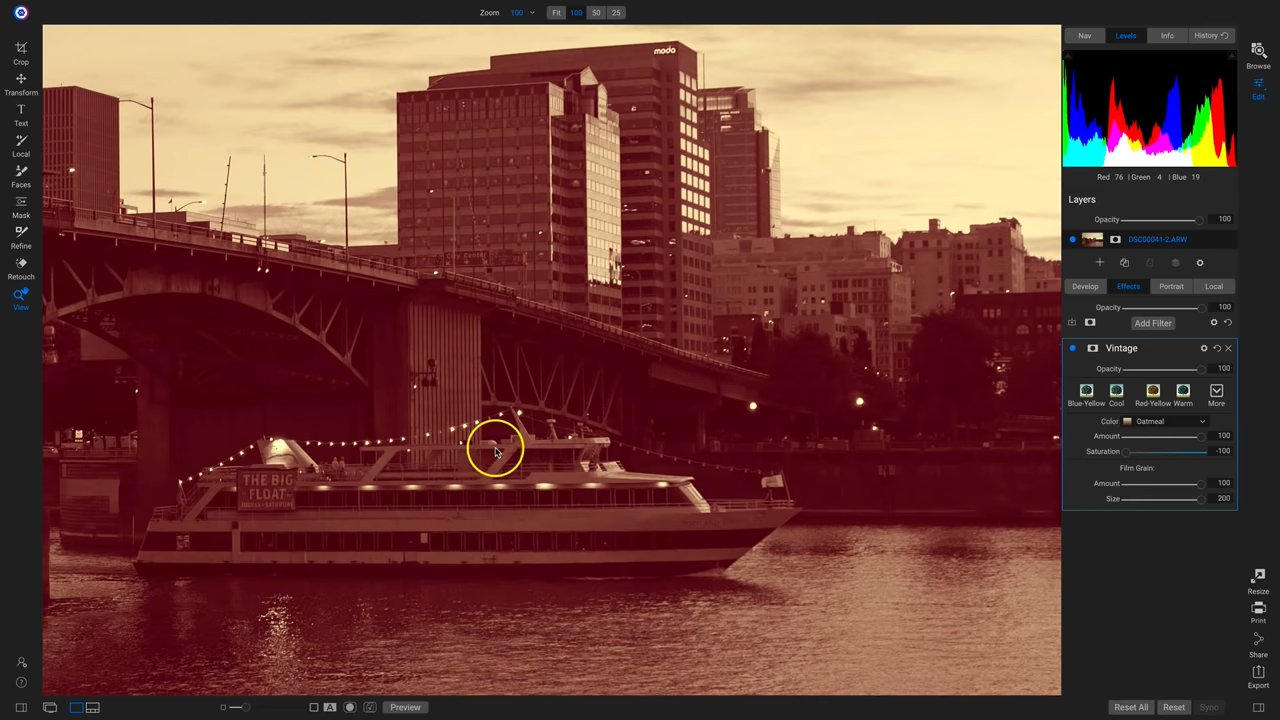 Zoom 100 Fit 100 50 25
Crop
Transform
Text
Local
Faces
Mask
Refine
Retouch
View
moda
City Center
THE BIG
FLOAT
Nav Levels Info History
Red 76 | Green 4 | Blue 19
Layers
Opacity 100
DSC00041-2.ARW
Develop Effects Portrait Local
Opacity 100
Add Filter
Vintage
Opacity 100
Blue-Yellow Cool Red-Yellow Warm More
Color Oatmeal
Amount 100
Saturation -100
Film Grain:
Amount 100
Size 200
Browse
Edit
Resize
Print
Share
Export
A Preview
Reset All Reset Sync